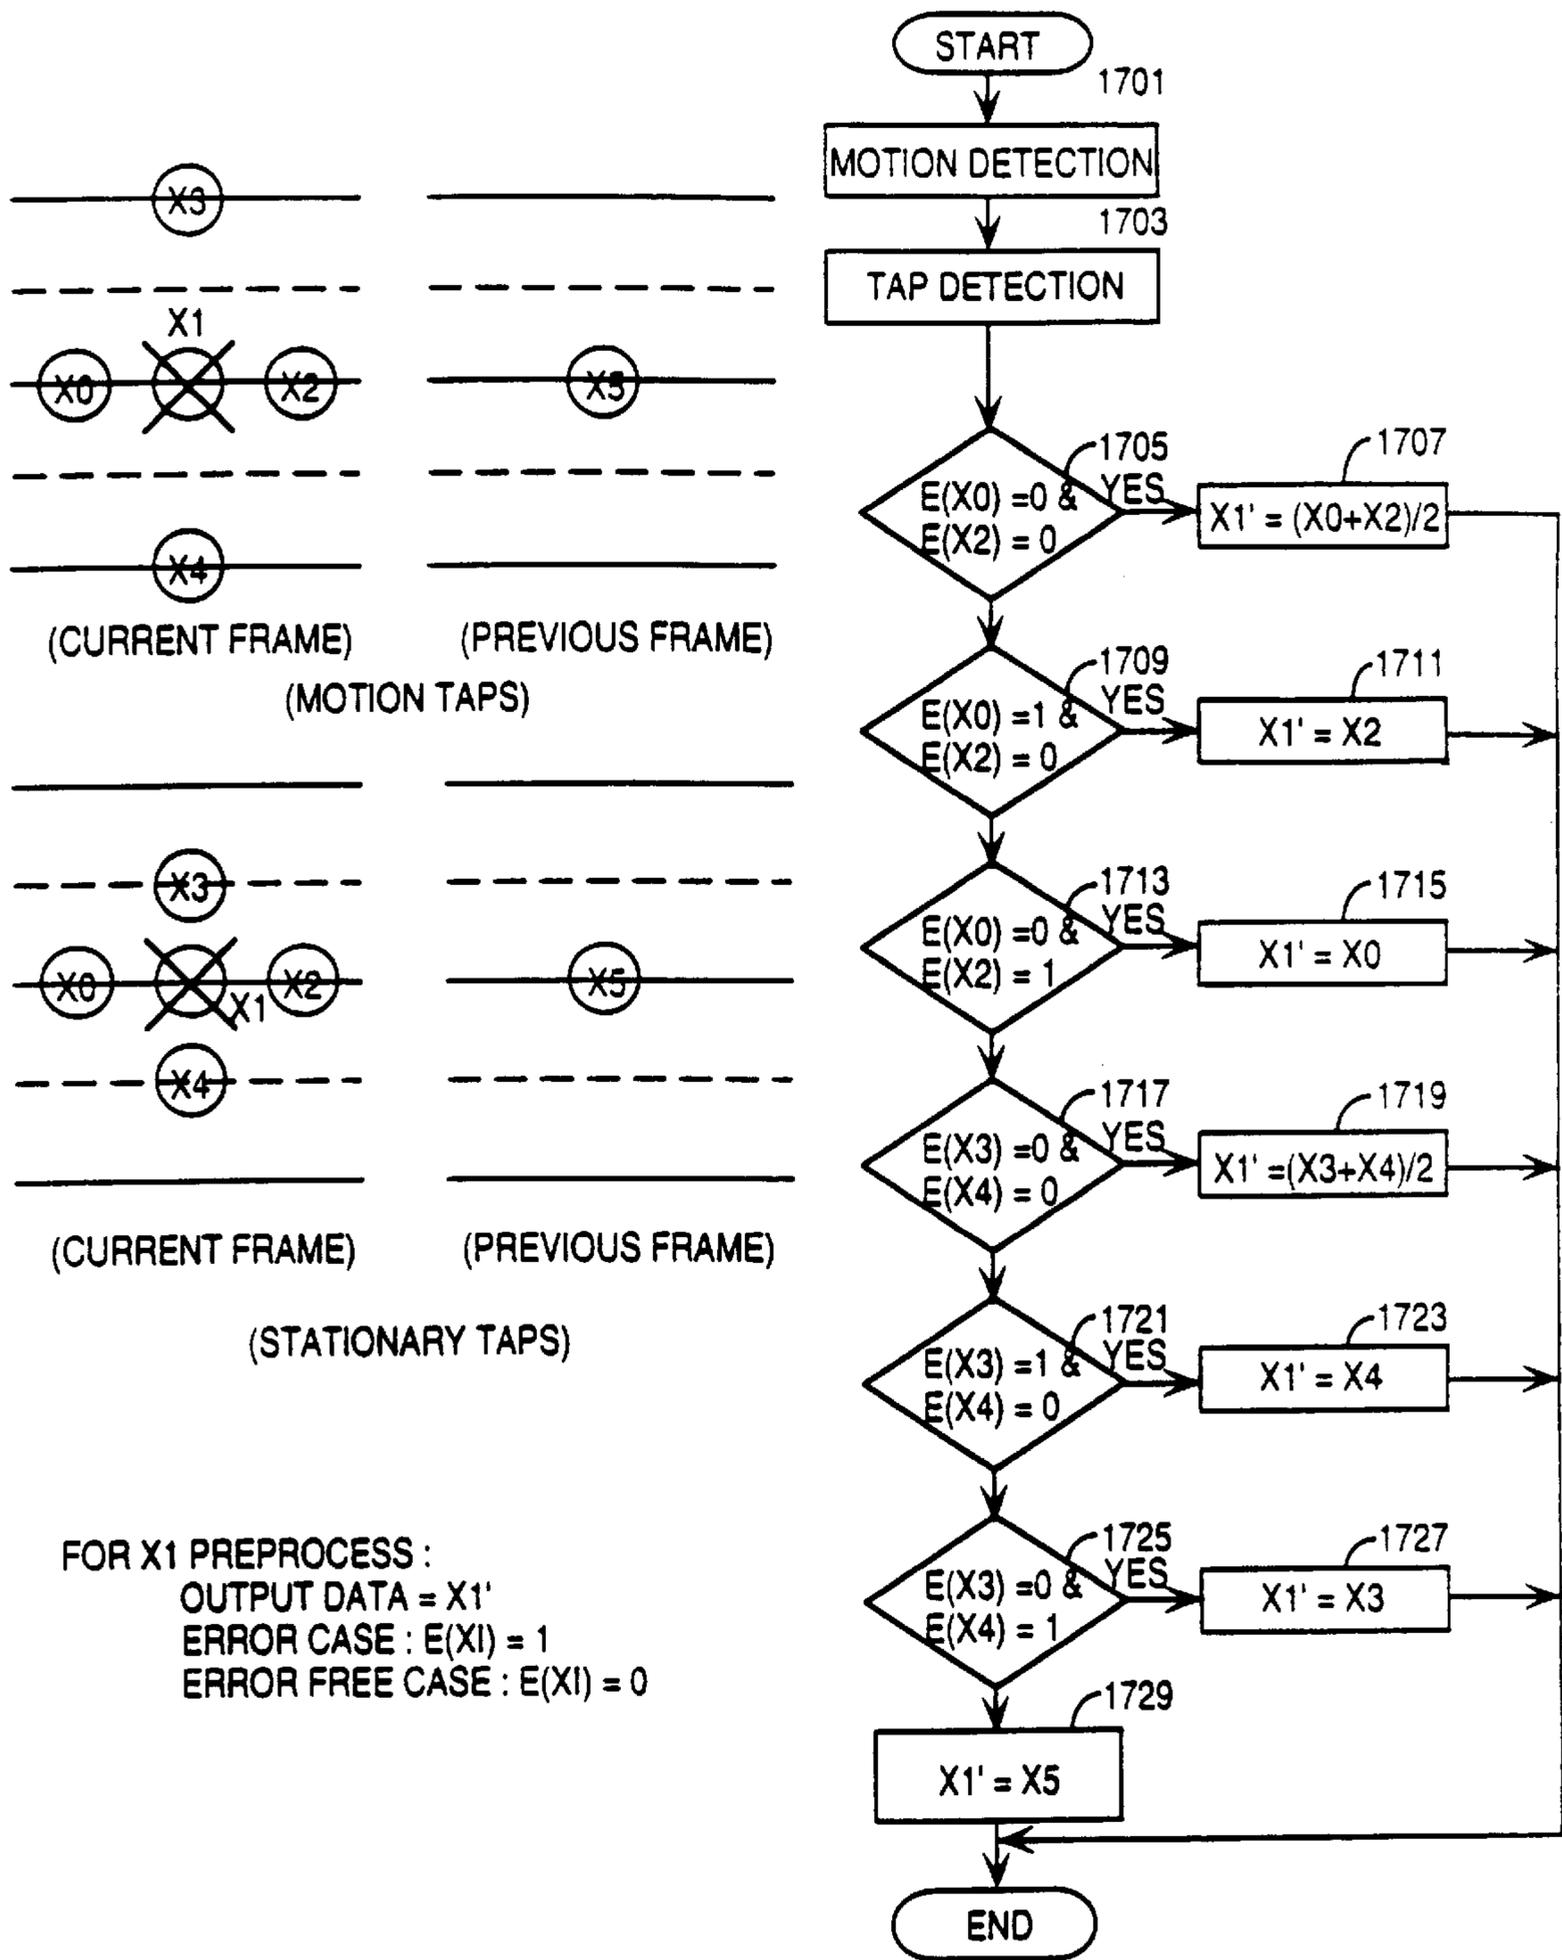 X3
X1
X0
X2
X5
X4
(CURRENT FRAME)
(PREVIOUS FRAME)
(MOTION TAPS)
X3
X0
X1
X2
X5
X4
(CURRENT FRAME)
(PREVIOUS FRAME)
(STATIONARY TAPS)
FOR X1 PREPROCESS :
OUTPUT DATA = X1'
ERROR CASE : E(XI) = 1
ERROR FREE CASE : E(XI) = 0
START
1701
MOTION DETECTION
1703
TAP DETECTION
1705
E(X0) =0 &
E(X2) = 0
YES
1707
X1' = (X0+X2)/2
1709
E(X0) =1 &
E(X2) = 0
YES
1711
X1' = X2
1713
E(X0) =0 &
E(X2) = 1
YES
1715
X1' = X0
1717
E(X3) =0 &
E(X4) = 0
YES
1719
X1' =(X3+X4)/2
1721
E(X3) =1 &
E(X4) = 0
YES
1723
X1' = X4
1725
E(X3) =0 &
E(X4) = 1
YES
1727
X1' = X3
1729
X1' = X5
END